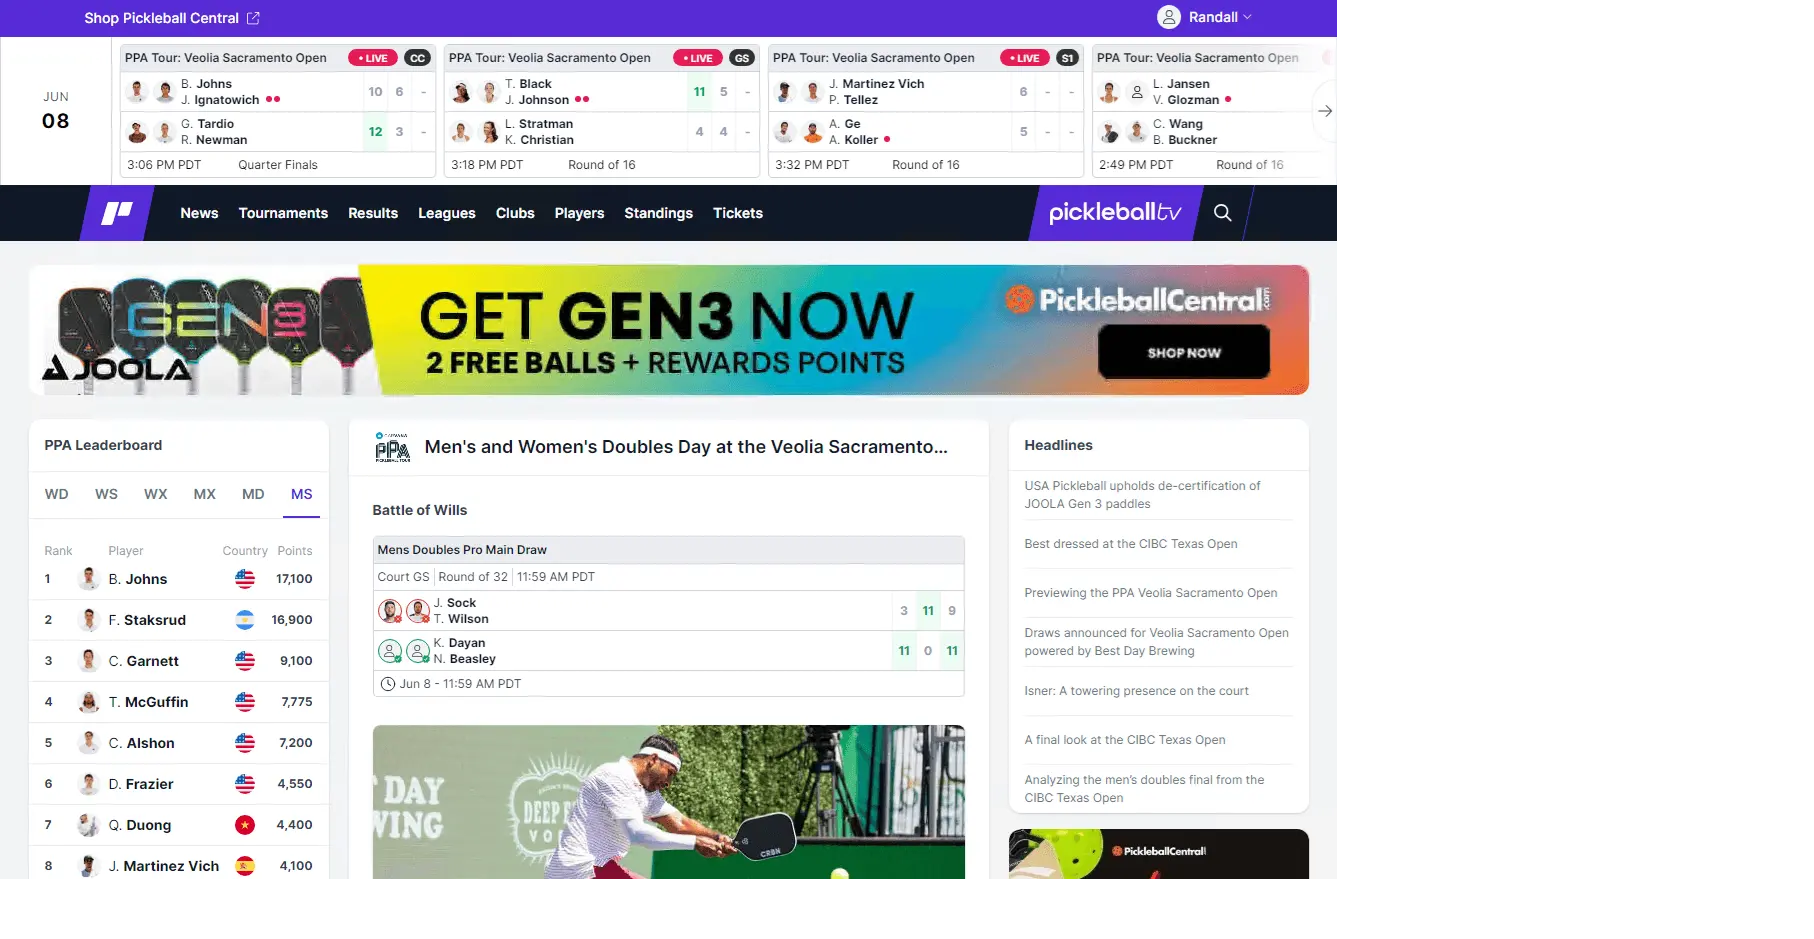 Shop Pickleball Central
Randall
JUN
08
PPA Tour: Veolia Sacramento Open • LIVE CC
B. Johns
J. Ignatowich
10 6 -
G. Tardio
R. Newman
12 3 -
3:06 PM PDT Quarter Finals
PPA Tour: Veolia Sacramento Open • LIVE GS
T. Black
J. Johnson
11 5 -
L. Stratman
K. Christian
4 4 -
3:18 PM PDT Round of 16
PPA Tour: Veolia Sacramento Open • LIVE S1
J. Martinez Vich
P. Tellez
6 - -
A. Ge
A. Koller
5 - -
3:32 PM PDT Round of 16
PPA Tour: Veolia Sacramento Open
L. Jansen
V. Glozman
C. Wang
B. Buckner
2:49 PM PDT Round of 16
News Tournaments Results Leagues Clubs Players Standings Tickets
pickleballtv
GEN3
JOOLA
GET GEN3 NOW
2 FREE BALLS + REWARDS POINTS
PickleballCentral.com
SHOP NOW
PPA Leaderboard
WD WS WX MX MD MS
Rank Player Country Points
1 B. Johns 17,100
2 F. Staksrud 16,900
3 C. Garnett 9,100
4 T. McGuffin 7,775
5 C. Alshon 7,200
6 D. Frazier 4,550
7 Q. Duong 4,400
8 J. Martinez Vich 4,100
PPA
Men's and Women's Doubles Day at the Veolia Sacramento...
Battle of Wills
Mens Doubles Pro Main Draw
Court GS Round of 32 11:59 AM PDT
J. Sock
T. Wilson
3 11 9
K. Dayan
N. Beasley
11 0 11
Jun 8 - 11:59 AM PDT
DAY
WING
DEEP
VO
CRBN
Headlines
USA Pickleball upholds de-certification of
JOOLA Gen 3 paddles
Best dressed at the CIBC Texas Open
Previewing the PPA Veolia Sacramento Open
Draws announced for Veolia Sacramento Open
powered by Best Day Brewing
Isner: A towering presence on the court
A final look at the CIBC Texas Open
Analyzing the men’s doubles final from the
CIBC Texas Open
PickleballCentral